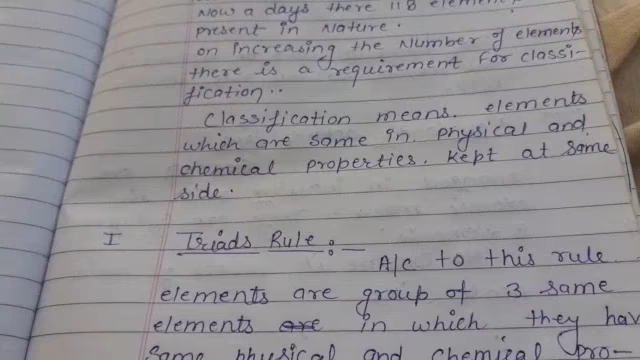 Now a days there 118 element
present in Nature.
on Increasing the Number of elements
there is a requirement For classi-
fication..
Classification means. elements
which are same in physical and
chemical properties. kept at same
side.
I Triads Rule:-
A/c to this rule
elements are group of 3 same
elements are in which they hav
same physical and chemical pro-